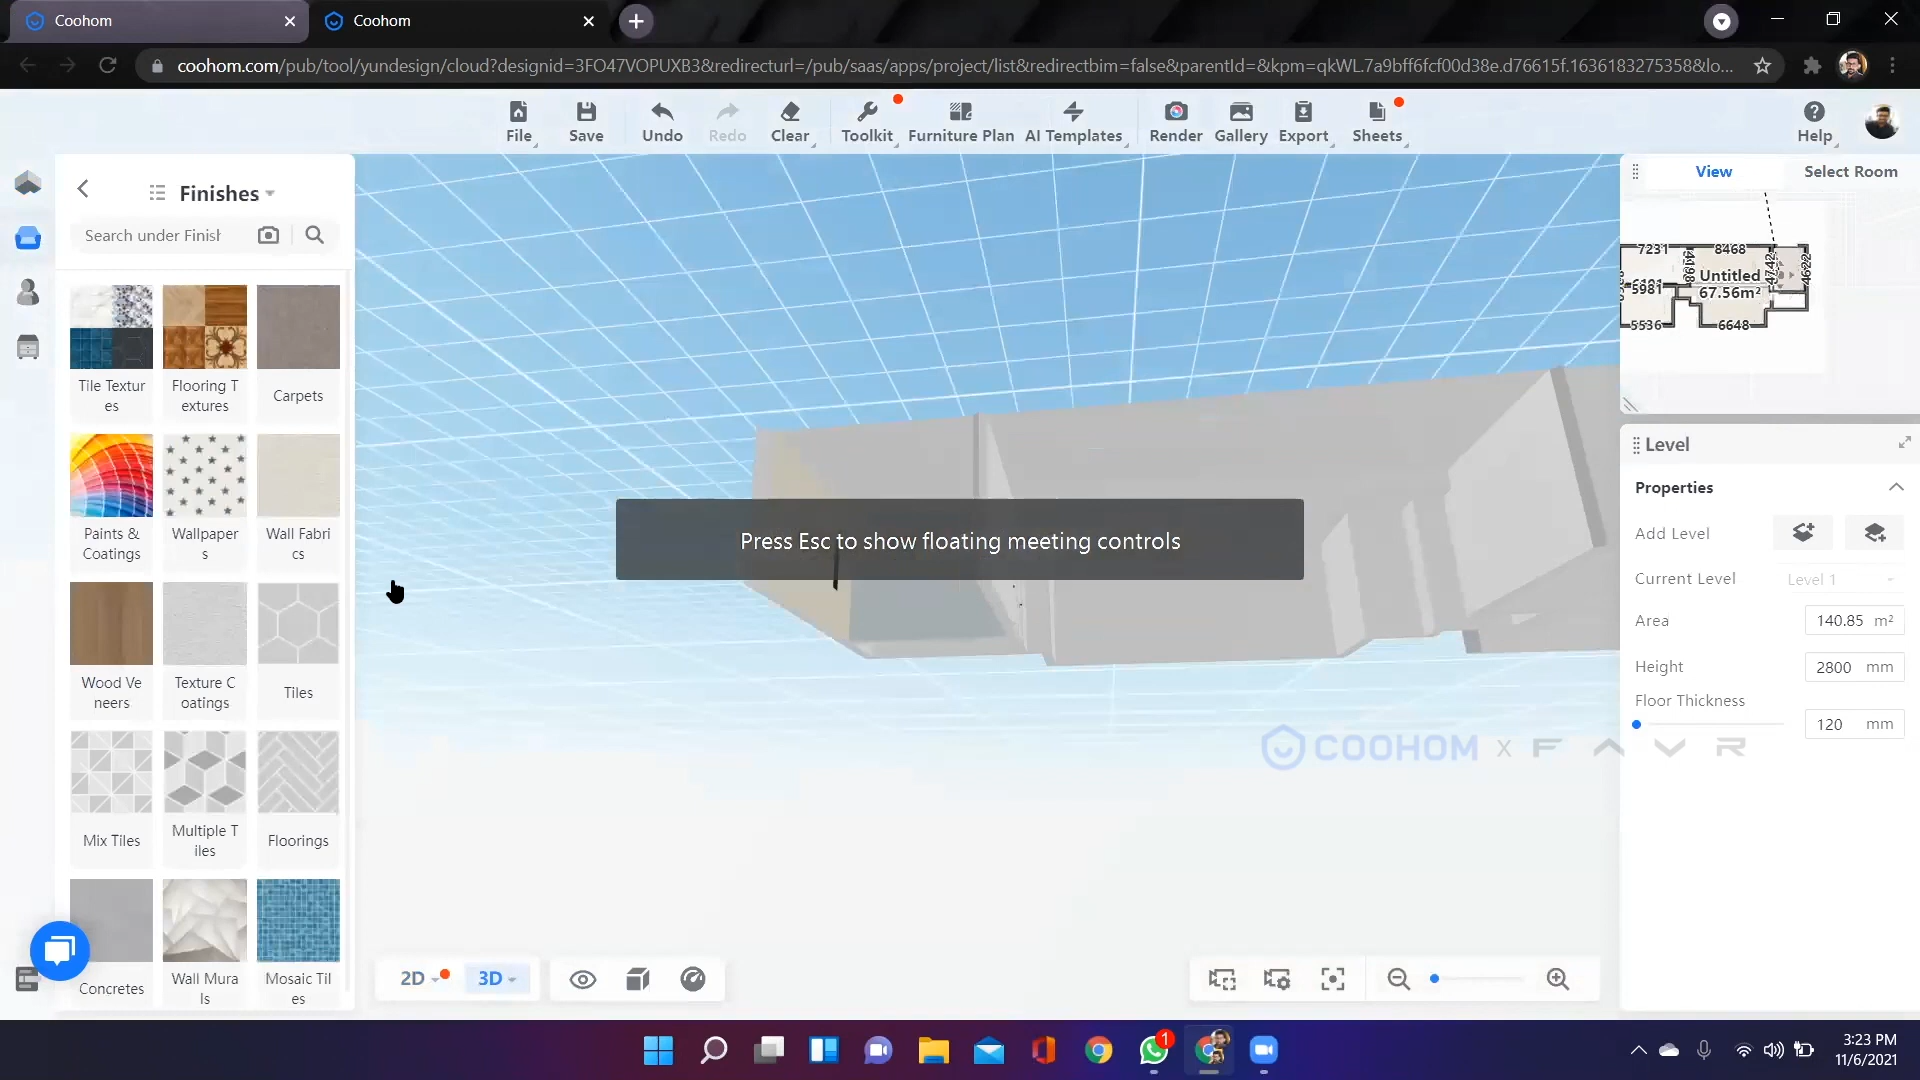 Coohom
Coohom
coohom.com/pub/tool/yundesign/cloud?designid=3FO47VOPUXB3&redirecturl=/pub/saas/apps/project/list&redirectbim=false&parentId=&kpm=qkWL.7a9bff6fcf00d38e.d76615f.1636183275358&lo...
File
Save
Undo
Redo
Clear
Toolkit
Furniture Plan
AI Templates
Render
Gallery
Export
Sheets
Help
Finishes
Search under Finish
Tile Textur
es
Flooring T
extures
Carpets
Paints &
Coatings
Wallpaper
s
Wall Fabri
cs
Wood Ve
neers
Texture C
oatings
Tiles
Mix Tiles
Multiple T
iles
Floorings
Concretes
Wall Mura
ls
Mosaic Til
es
Press Esc to show floating meeting controls
COOHOM X F A V R
2D
3D
View
Select Room
7231
8468
4198
4742
4622
Untitled
67.56m²
5981
5536
6648
Level
Properties
Add Level
Current Level
Level 1
Area
140.85 m²
Height
2800 mm
Floor Thickness
120 mm
1
3:23 PM
11/6/2021